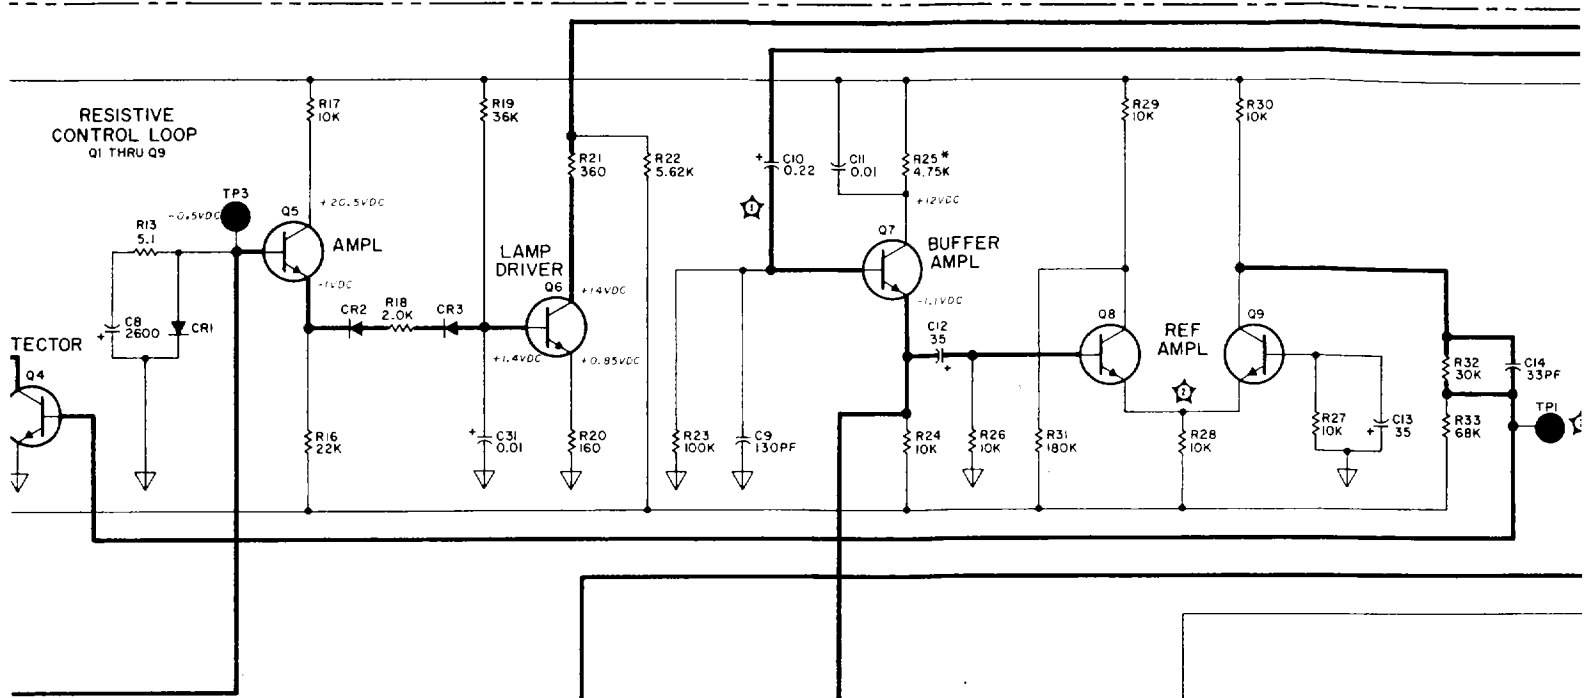 RESISTIVE
CONTROL LOOP
Q1 THRU Q9
R17
10K
R19
36K
R21
360
R22
5.62K
+
C10
0.22
C11
0.01
R25*
4.75K
R29
10K
R30
10K
TP3
-0.5VDC
R13
5.1
Q5
+20.5VDC
AMPL
LAMP
DRIVER
Q6
+14VDC
1
+12VDC
Q7
BUFFER
AMPL
-1VDC
-1.1VDC
CR2
R18
2.0K
CR3
+
C8
2600
CR1
+1.4VDC
+0.85VDC
C12
35
+
Q8
REF
AMPL
Q9
TECTOR
Q4
2
R32
30K
C14
33PF
TP1
R16
22K
+
C31
0.01
R20
160
R23
100K
C9
130PF
R24
10K
R26
10K
R31
180K
R28
10K
R27
10K
+
C13
35
R33
68K